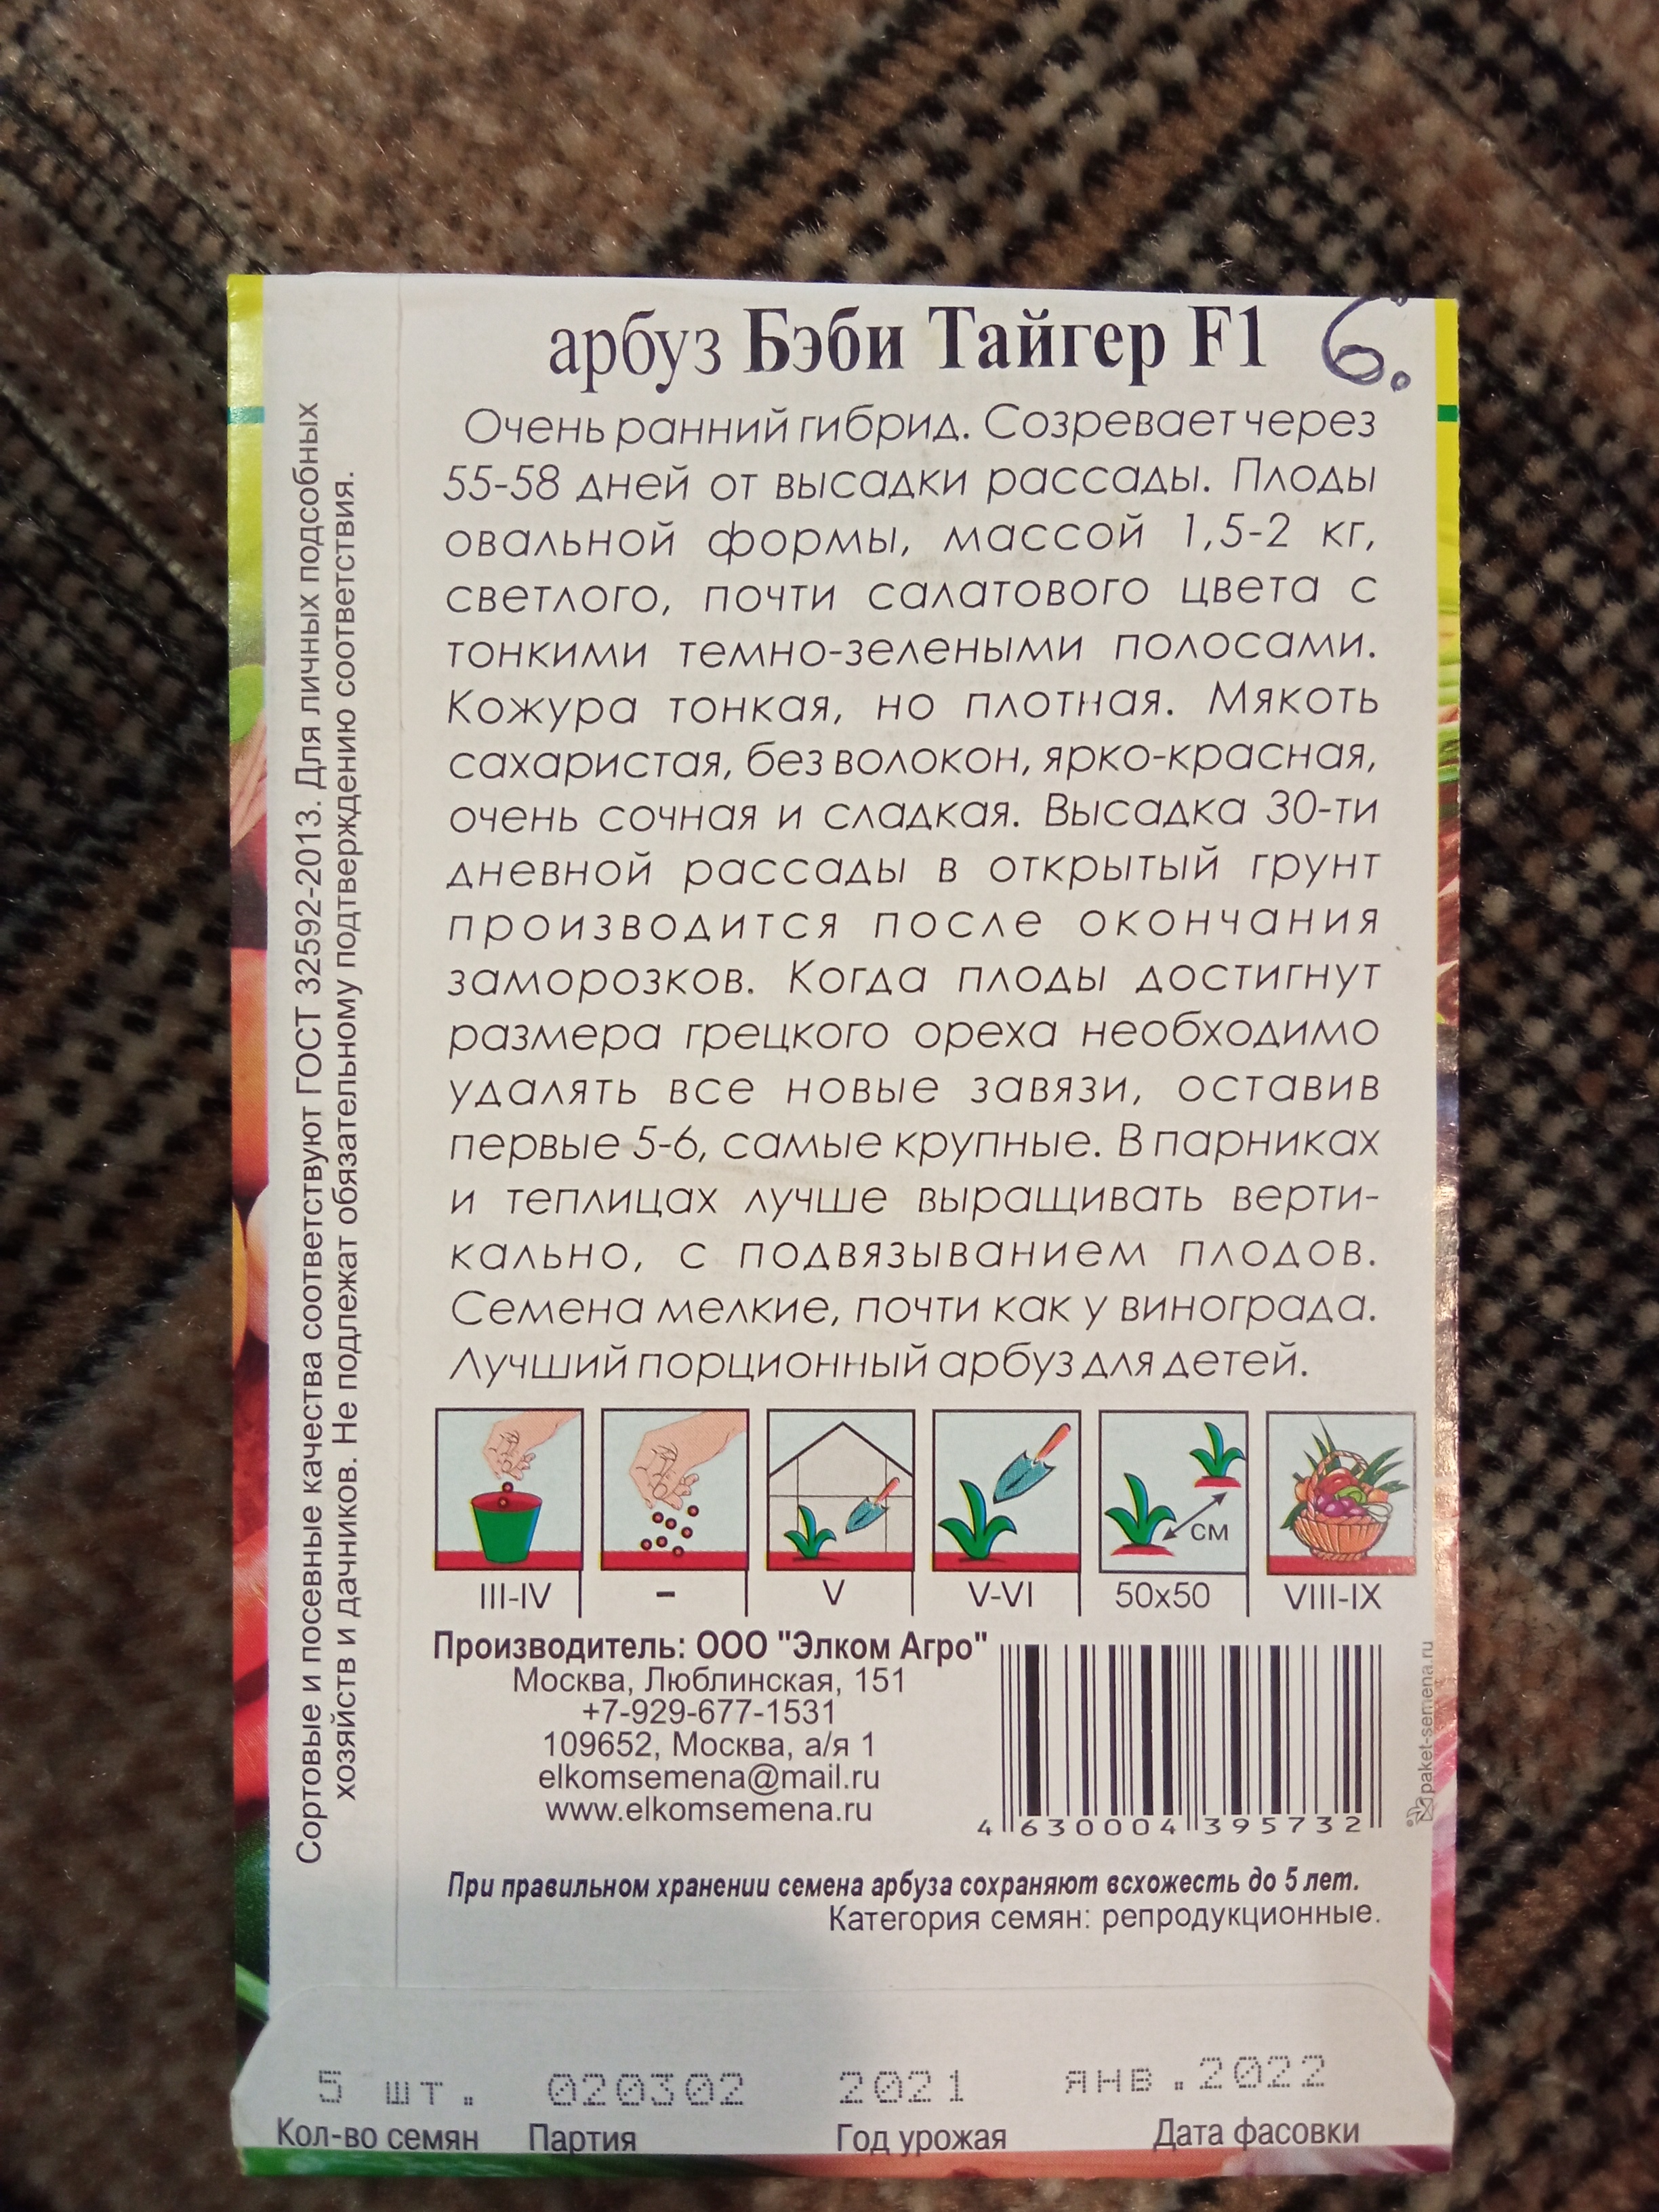 арбуз Бэби Тайгер F1 6.
Очень ранний гибрид. Созревает через
55-58 дней от высадки рассады. Плоды
овальной формы, массой 1,5-2 кг,
светлого, почти салатового цвета с
тонкими темно-зелеными полосами.
Кожура тонкая, но плотная. Мякоть
сахаристая, без волокон, ярко-красная,
очень сочная и сладкая. Высадка 30-ти
дневной рассады в открытый грунт
производится после окончания
заморозков. Когда плоды достигнут
размера грецкого ореха необходимо
удалять все новые завязи, оставив
первые 5-6, самые крупные. В парниках
и теплицах лучше выращивать верти-
кально, с подвязыванием плодов.
Семена мелкие, почти как у винограда.
Лучший порционный арбуз для детей.
см
III-IV – V V-VI 50х50 VIII-IX
Производитель: ООО "Элком Агро"
Москва, Люблинская, 151
+7-929-677-1531
109652, Москва, а/я 1
elkomsemena@mail.ru
www.elkomsemena.ru
4 630004 395732
paket-semena.ru
При правильном хранении семена арбуза сохраняют всхожесть до 5 лет.
Категория семян: репродукционные.
Сортовые и посевные качества соответствуют ГОСТ 32592-2013. Для личных подсобных
хозяйств и дачников. Не подлежат обязательному подтверждению соответствия.
5 шт. 020302 2021 янв.2022
Кол-во семян Партия Год урожая Дата фасовки